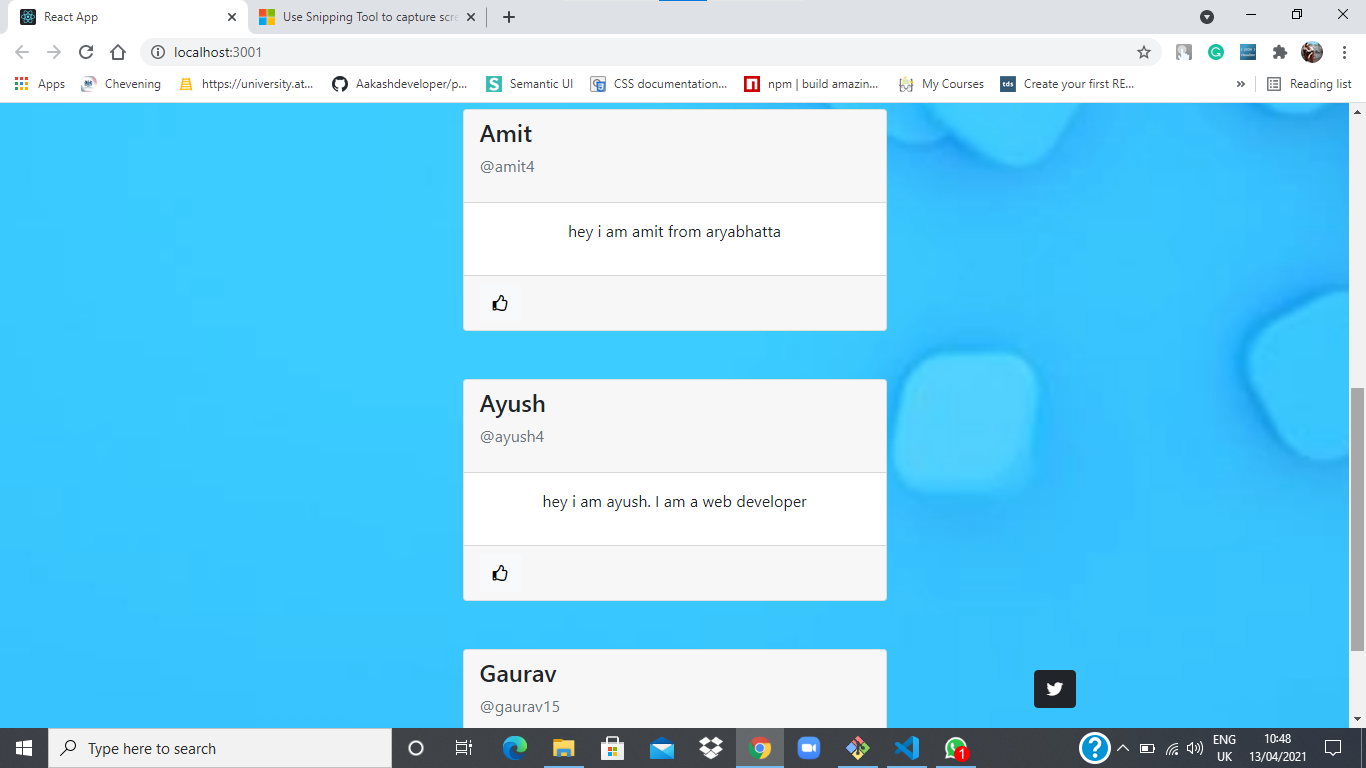 React App
Use Snipping Tool to capture scre
localhost:3001
Apps
Chevening
https://university.at...
Aakashdeveloper/p...
Semantic UI
CSS documentation...
npm | build amazin...
My Courses
tds
Create your first RE...
»
Reading list
Amit
@amit4
hey i am amit from aryabhatta
Ayush
@ayush4
hey i am ayush. I am a web developer
Gaurav
@gaurav15
Type here to search
1
?
ENG
UK
10:48
13/04/2021